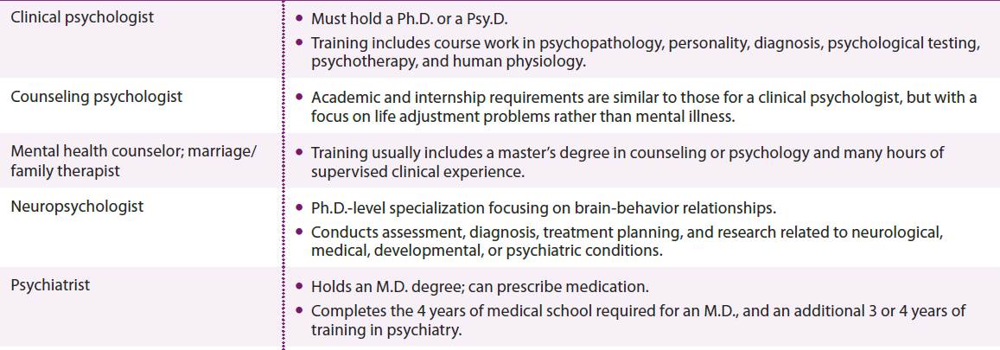 Clinical psychologist
• Must hold a Ph.D. or a Psy.D.
• Training includes course work in psychopathology, personality, diagnosis, psychological testing,
psychotherapy, and human physiology.
Counseling psychologist
• Academic and internship requirements are similar to those for a clinical psychologist, but with a
focus on life adjustment problems rather than mental illness.
Mental health counselor; marriage/
family therapist
• Training usually includes a master’s degree in counseling or psychology and many hours of
supervised clinical experience.
Neuropsychologist
• Ph.D.-level specialization focusing on brain-behavior relationships.
• Conducts assessment, diagnosis, treatment planning, and research related to neurological,
medical, developmental, or psychiatric conditions.
Psychiatrist
• Holds an M.D. degree; can prescribe medication.
• Completes the 4 years of medical school required for an M.D., and an additional 3 or 4 years of
training in psychiatry.